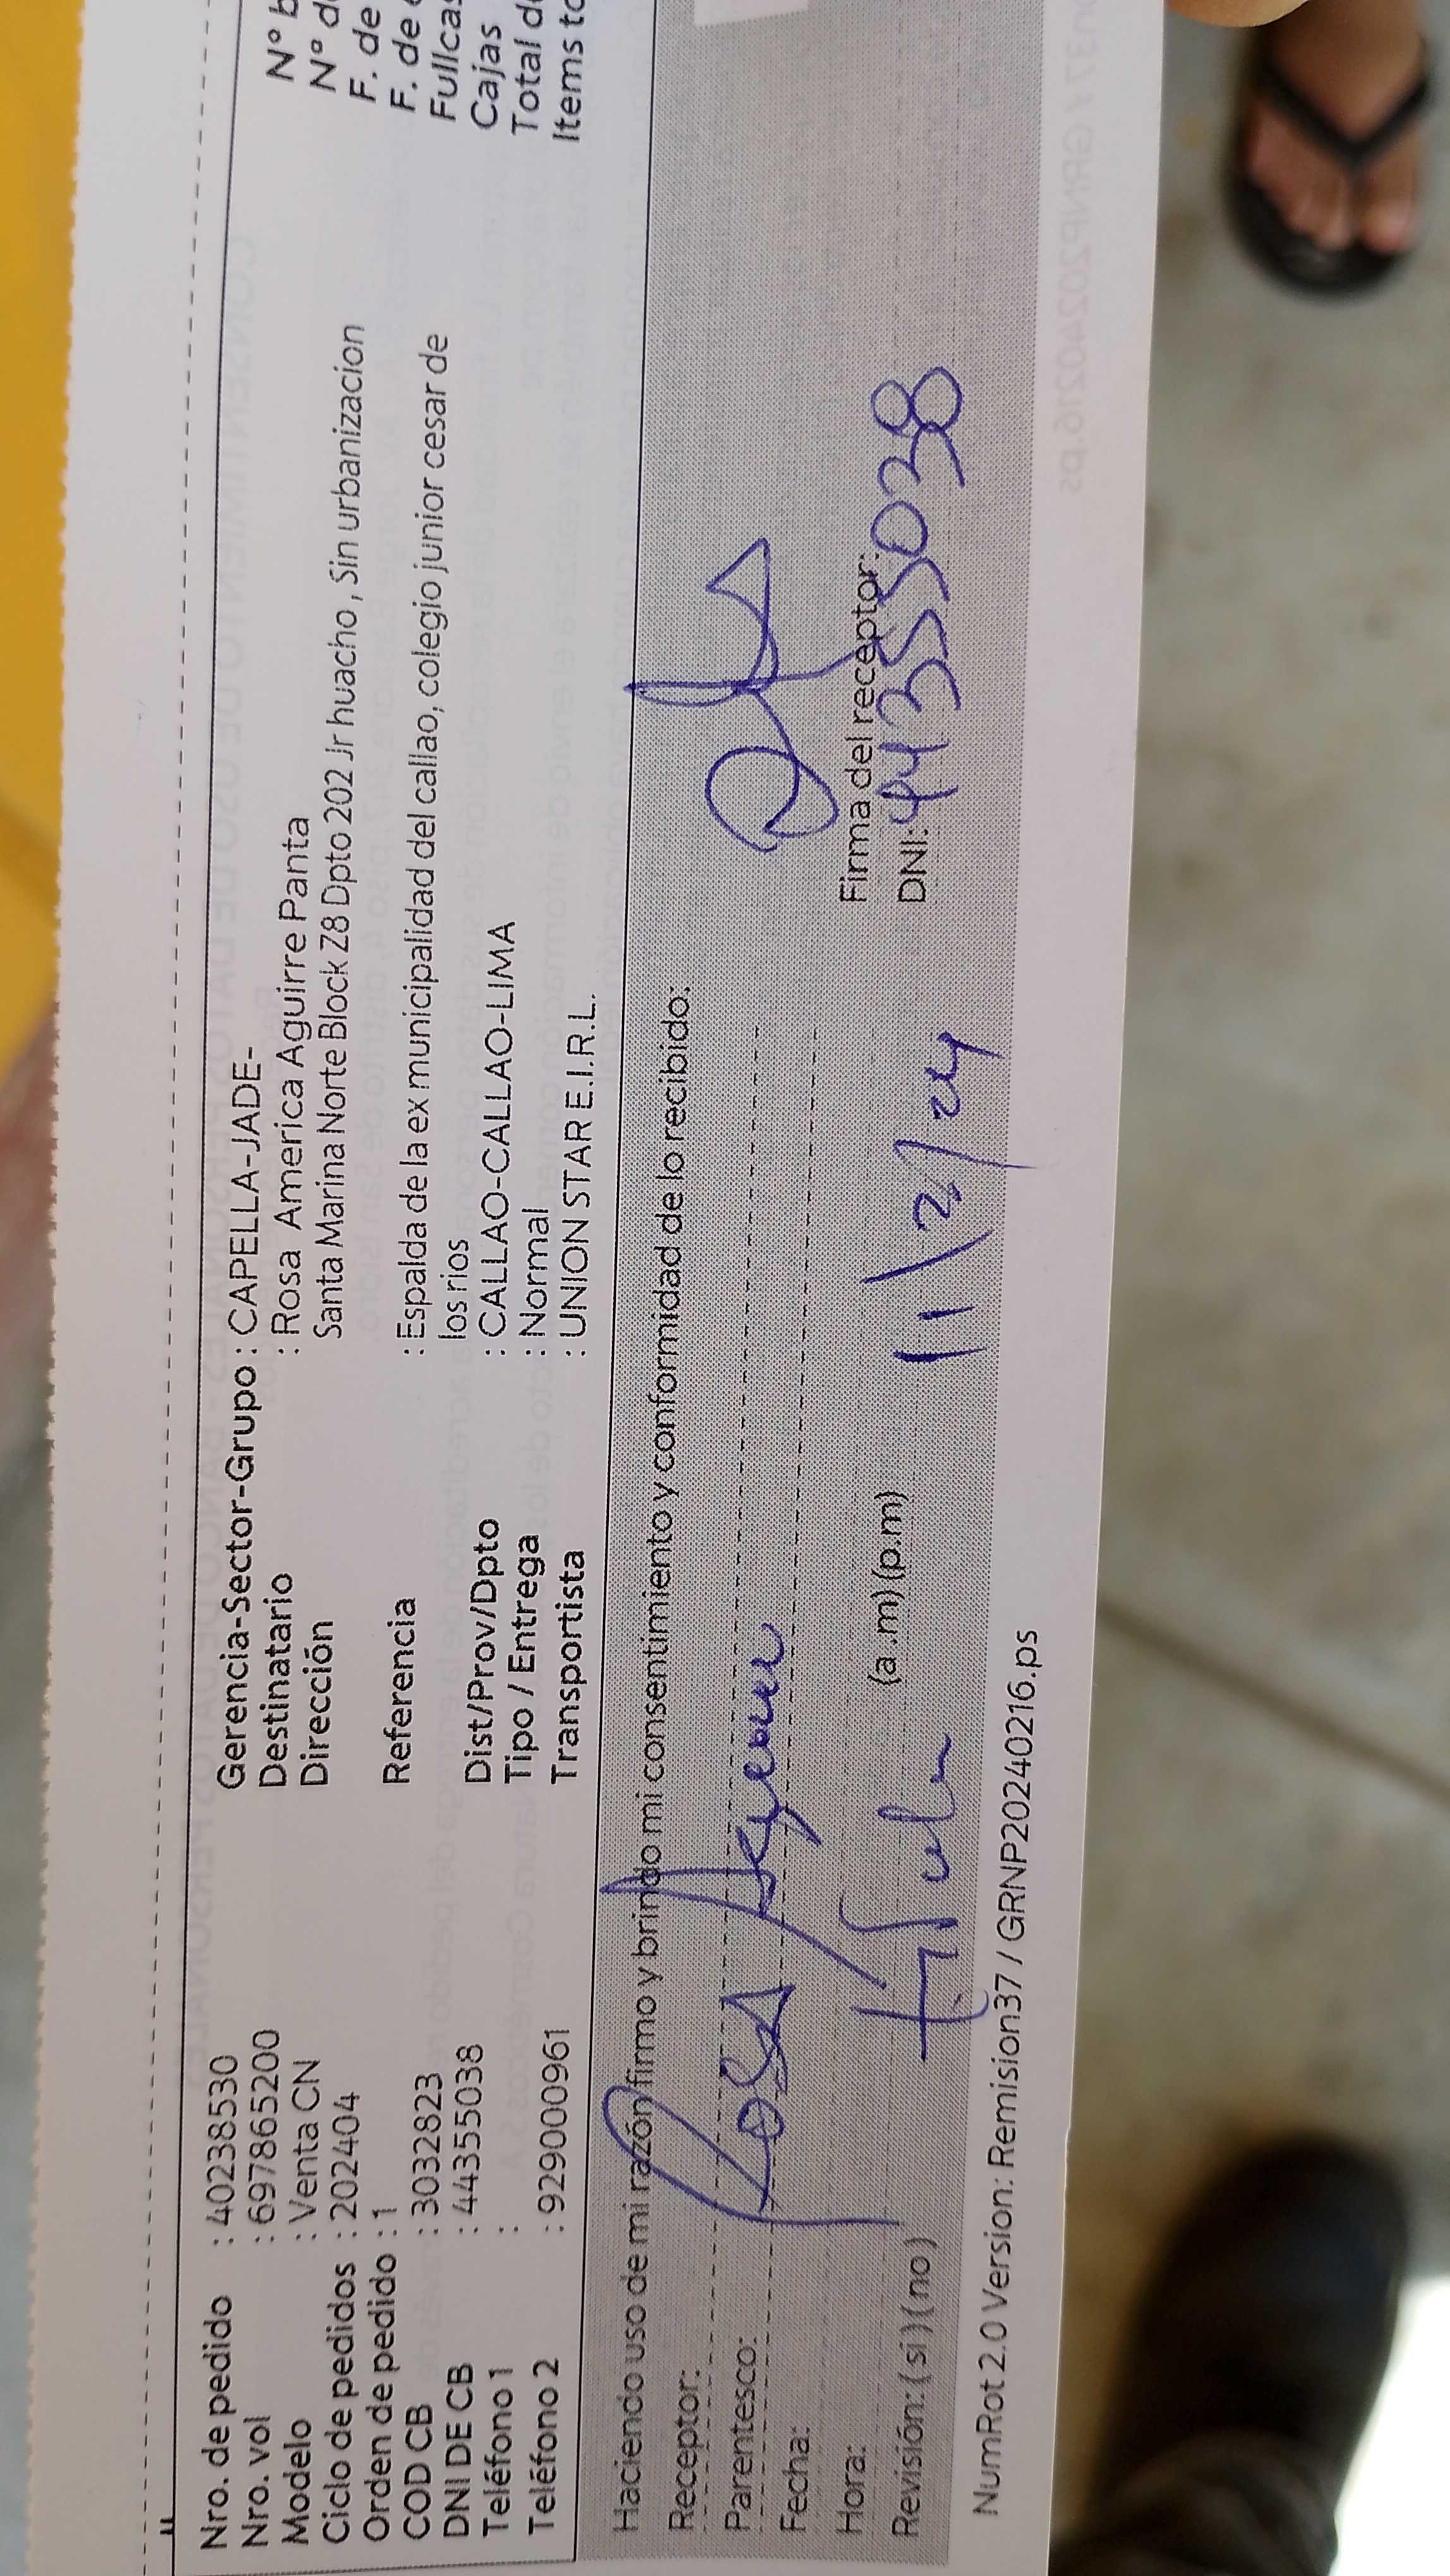 Nro. de pedido : 40238530
Nro. vol : 697865200
Modelo : Venta CN
Ciclo de pedidos : 202404
Orden de pedido : 1
COD CB : 3032823
DNI DE CB : 44355038
Teléfono 1 :
Teléfono 2 : 929000961
Gerencia-Sector-Grupo : CAPELLA-JADE-
Destinatario : Rosa America Aguirre Panta
Dirección Santa Marina Norte Block Z8 Dpto 202 Jr huacho , Sin urbanizacion
Referencia : Espalda de la ex municipalidad del callao, colegio junior cesar de
los rios
Dist/Prov/Dpto : CALLAO-CALLAO-LIMA
Tipo / Entrega : Normal
Transportista : UNION STAR E.I.R.L.
N°
N°
F. de
F. de
Cajas
Total
Items
Haciendo uso de mi razón firmo y brindo mi consentimiento y conformidad de lo recibido:
Receptor:
Parentesco: Rosa Aguirre
Fecha:
Hora: (a .m)(p.m)
Revisión: (sí)(no) Titular
11/2/24
Firma del receptor:
DNI: 44355038
NumRot 2.0 Version: Remision37 / GRNP20240216.ps